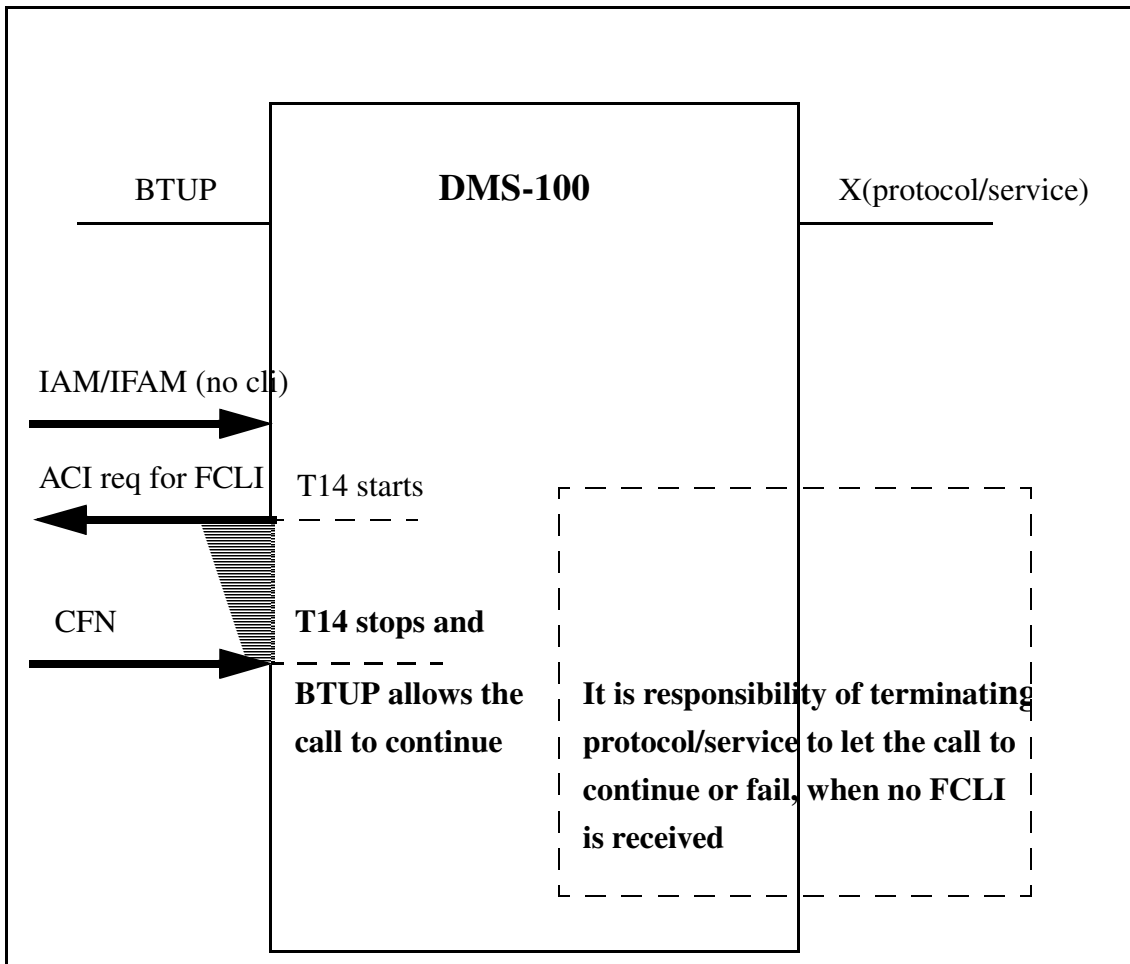 BTUP
DMS-100
X(protocol/service)
IAM/IFAM (no cli)
ACI req for FCLI
T14 starts
CFN
T14 stops and
BTUP allows the
call to continue
It is responsibility of terminating
protocol/service to let the call to
continue or fail, when no FCLI
is received